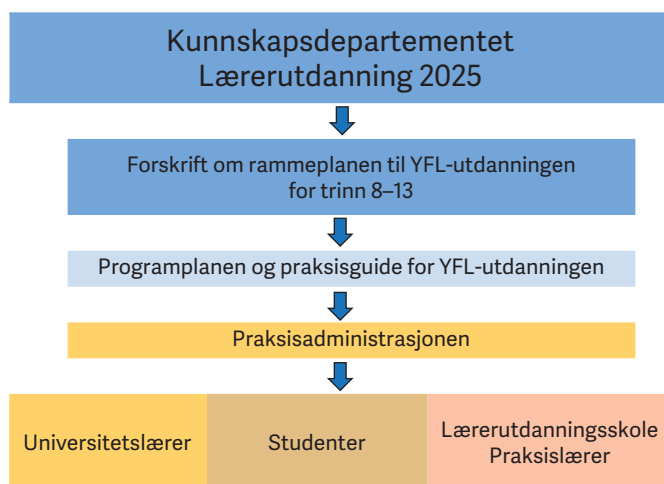 Kunnskapsdepartementet
Lærerutdanning 2025
Forskrift om rammeplanen til YFL-utdanningen
for trinn 8–13
Programplanen og praksisguide for YFL-utdanningen
Praksisadministrasjonen
Universitetslærer
Studenter
Lærerutdanningsskole
Praksislærer